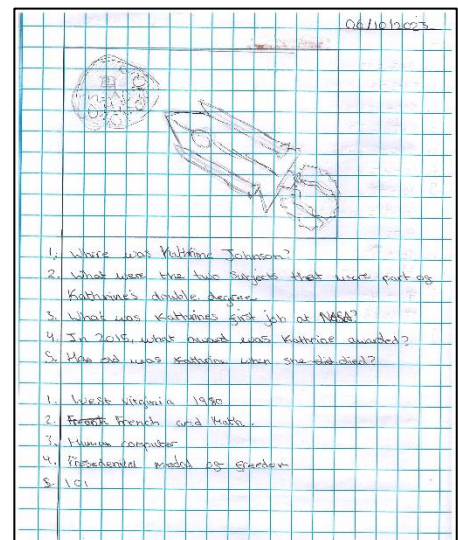 06/10/2023
1. Where was Kathrine Johnson?
2. What were the two subjects that were part of
Kathrine's double degree
3. What was Kathrines first job at NASA?
4. In 2015, what award was Kathrine awarded?
5. How old was Kathrine when she did died?
1. West virginia 1980
2. French and Math.
3. Human computer
4. Presedental medal of freedom
5. 101